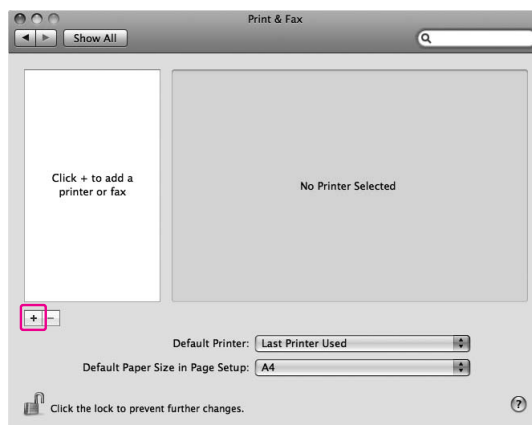 Print & Fax
Show All
Click + to add a
printer or fax
No Printer Selected
+ −
Default Printer: Last Printer Used
Default Paper Size in Page Setup: A4
Click the lock to prevent further changes.
?